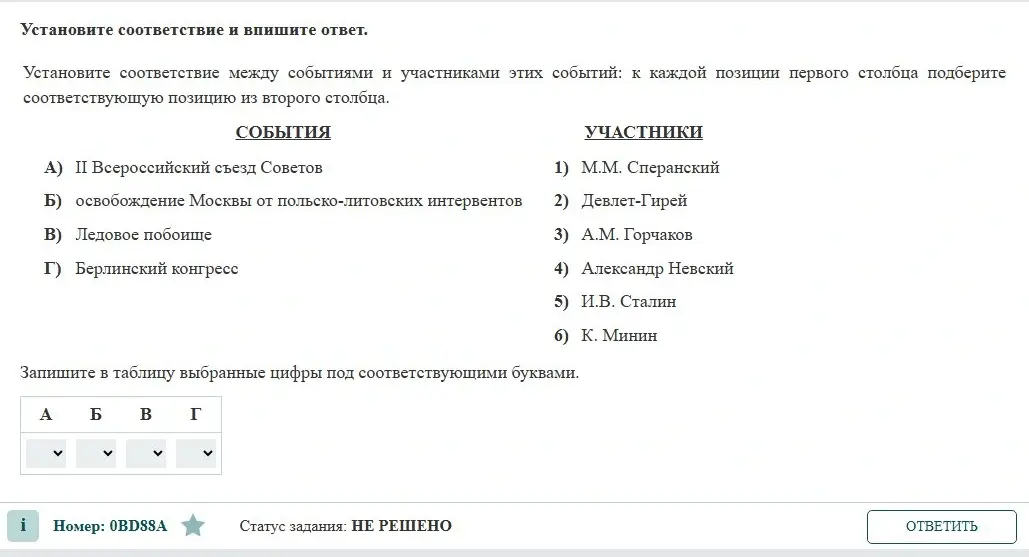 Установите соответствие и впишите ответ.
Установите соответствие между событиями и участниками этих событий: к каждой позиции первого столбца подберите
соответствующую позицию из второго столбца.
СОБЫТИЯ
А) II Всероссийский съезд Советов
Б) освобождение Москвы от польско-литовских интервентов
В) Ледовое побоище
Г) Берлинский конгресс
УЧАСТНИКИ
1) М.М. Сперанский
2) Девлет-Гирей
3) А.М. Горчаков
4) Александр Невский
5) И.В. Сталин
6) К. Минин
Запишите в таблицу выбранные цифры под соответствующими буквами.
А Б В Г
i Номер: 0BD88A Статус задания: НЕ РЕШЕНО ОТВЕТИТЬ